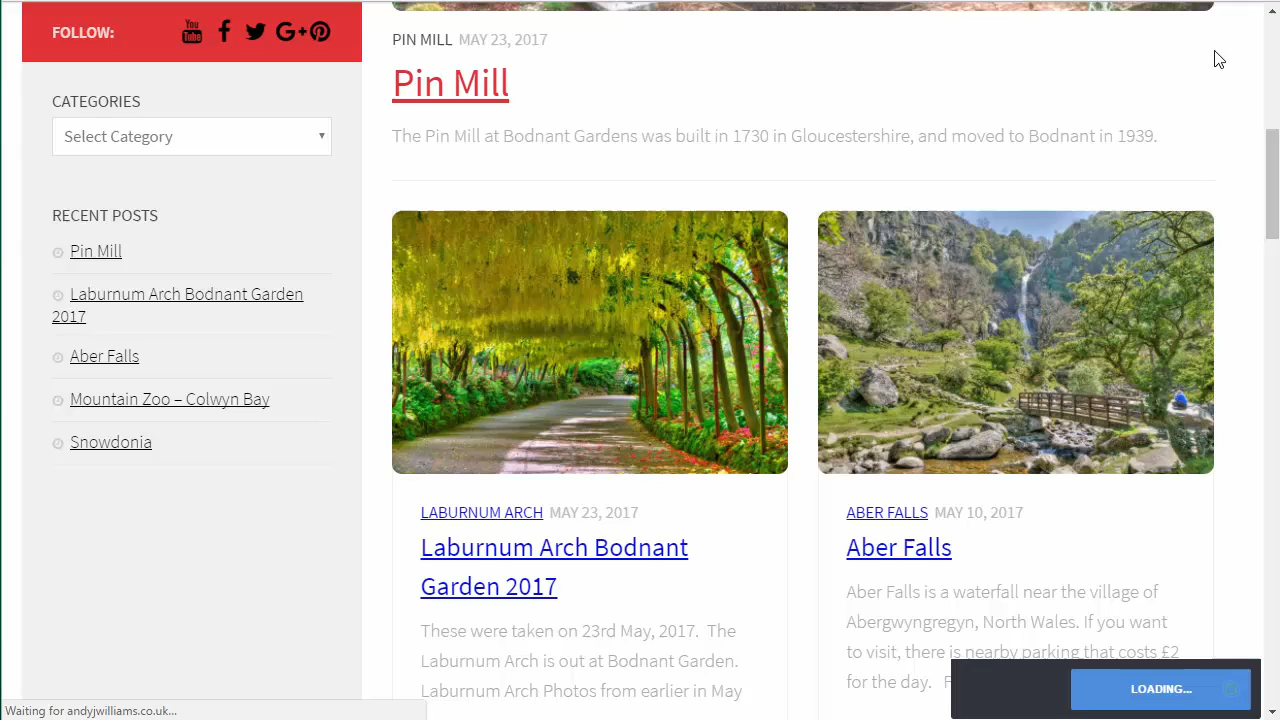 FOLLOW:
You Tube
G+
CATEGORIES
Select Category
RECENT POSTS
Pin Mill
Laburnum Arch Bodnant Garden
2017
Aber Falls
Mountain Zoo – Colwyn Bay
Snowdonia
PIN MILL MAY 23, 2017
Pin Mill
The Pin Mill at Bodnant Gardens was built in 1730 in Gloucestershire, and moved to Bodnant in 1939.
LABURNUM ARCH MAY 23, 2017
Laburnum Arch Bodnant
Garden 2017
These were taken on 23rd May, 2017. The
Laburnum Arch is out at Bodnant Garden.
Laburnum Arch Photos from earlier in May
ABER FALLS MAY 10, 2017
Aber Falls
Aber Falls is a waterfall near the village of
Abergwyngregyn, North Wales. If you want
to visit, there is nearby parking that costs £2
for the day.
LOADING...
Waiting for andyjwilliams.co.uk...